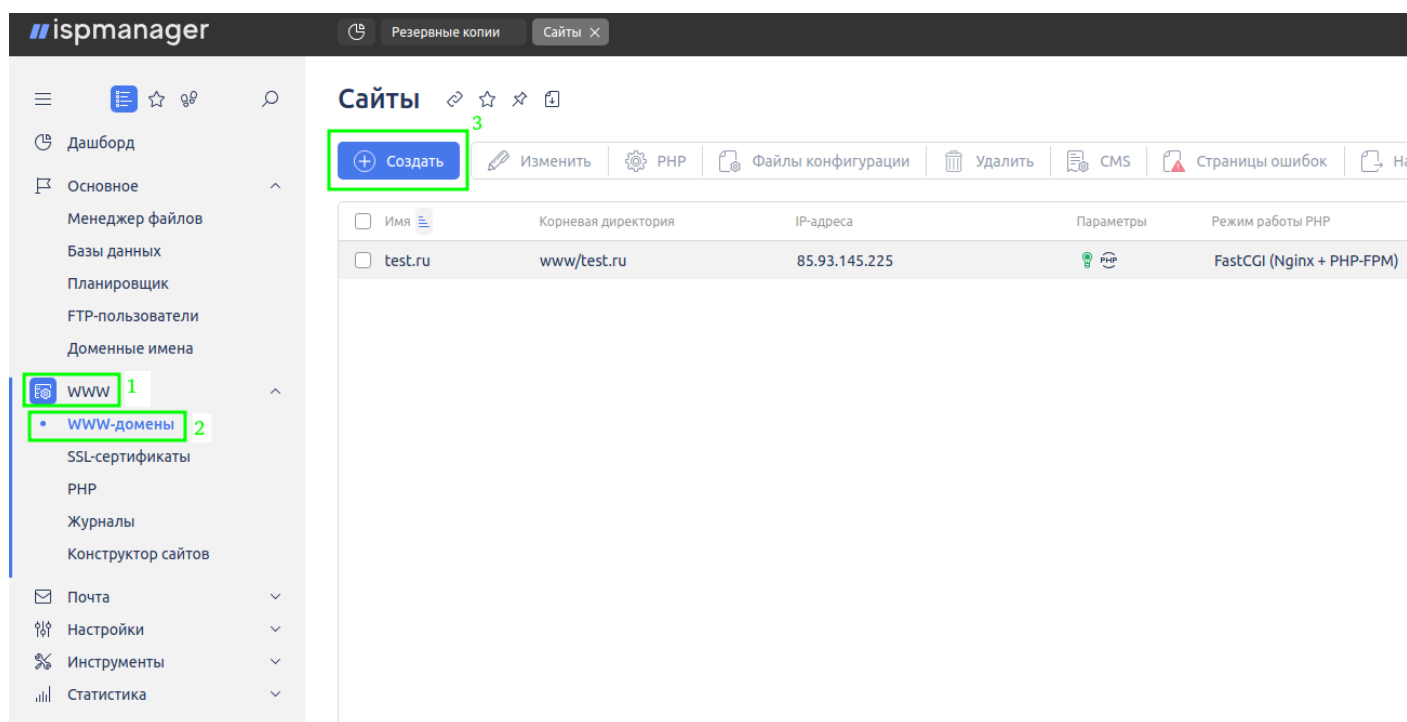 ispmanager
Резервные копии
Сайты
Сайты
3
Дашборд
Основное
Менеджер файлов
Базы данных
Планировщик
FTP-пользователи
Доменные имена
WWW 1
WWW-домены 2
SSL-сертификаты
PHP
Журналы
Конструктор сайтов
Почта
Настройки
Инструменты
Статистика
Создать Изменить PHP Файлы конфигурации Удалить CMS Страницы ошибок
Имя Корневая директория IP-адреса Параметры Режим работы PHP
test.ru www/test.ru 85.93.145.225 PHP FastCGI (Nginx + PHP-FPM)